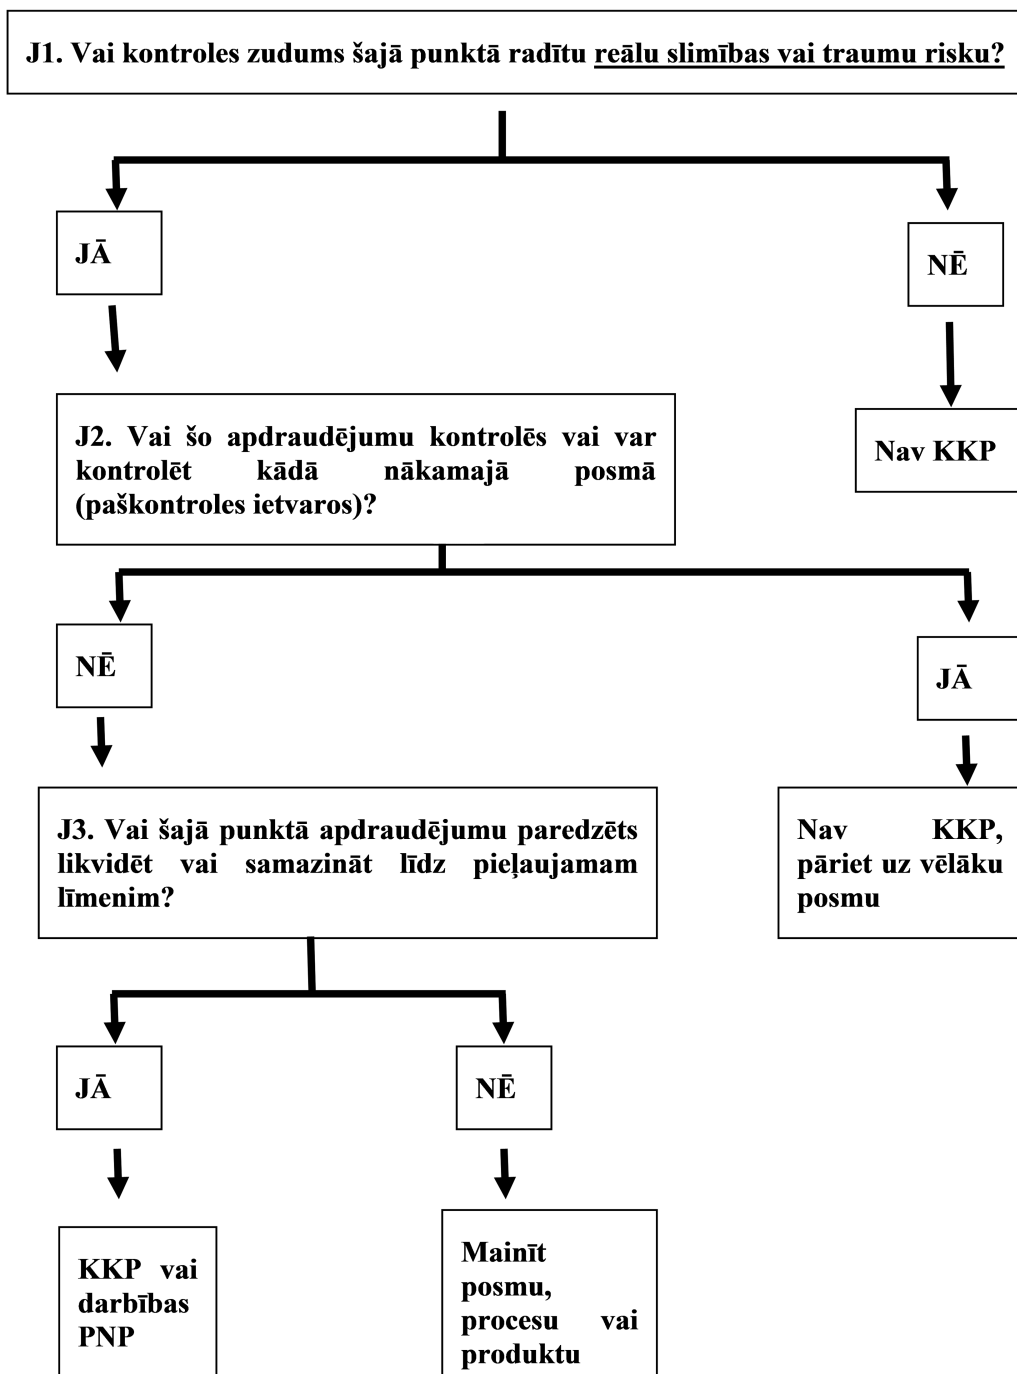 J1. Vai kontroles zudums šajā punktā radītu reālu slimības vai traumu risku?
JĀ
NĒ
J2. Vai šo apdraudējumu kontrolēs vai var
kontrolēt kādā nākamajā posmā
(paškontroles ietvaros)?
Nav KKP
NĒ
JĀ
J3. Vai šajā punktā apdraudējumu paredzēts
likvidēt vai samazināt līdz pieļaujamam
līmenim?
Nav KKP,
pāriet uz vēlāku
posmu
JĀ
NĒ
KKP vai
darbības
PNP
Mainīt
posmu,
procesu vai
produktu